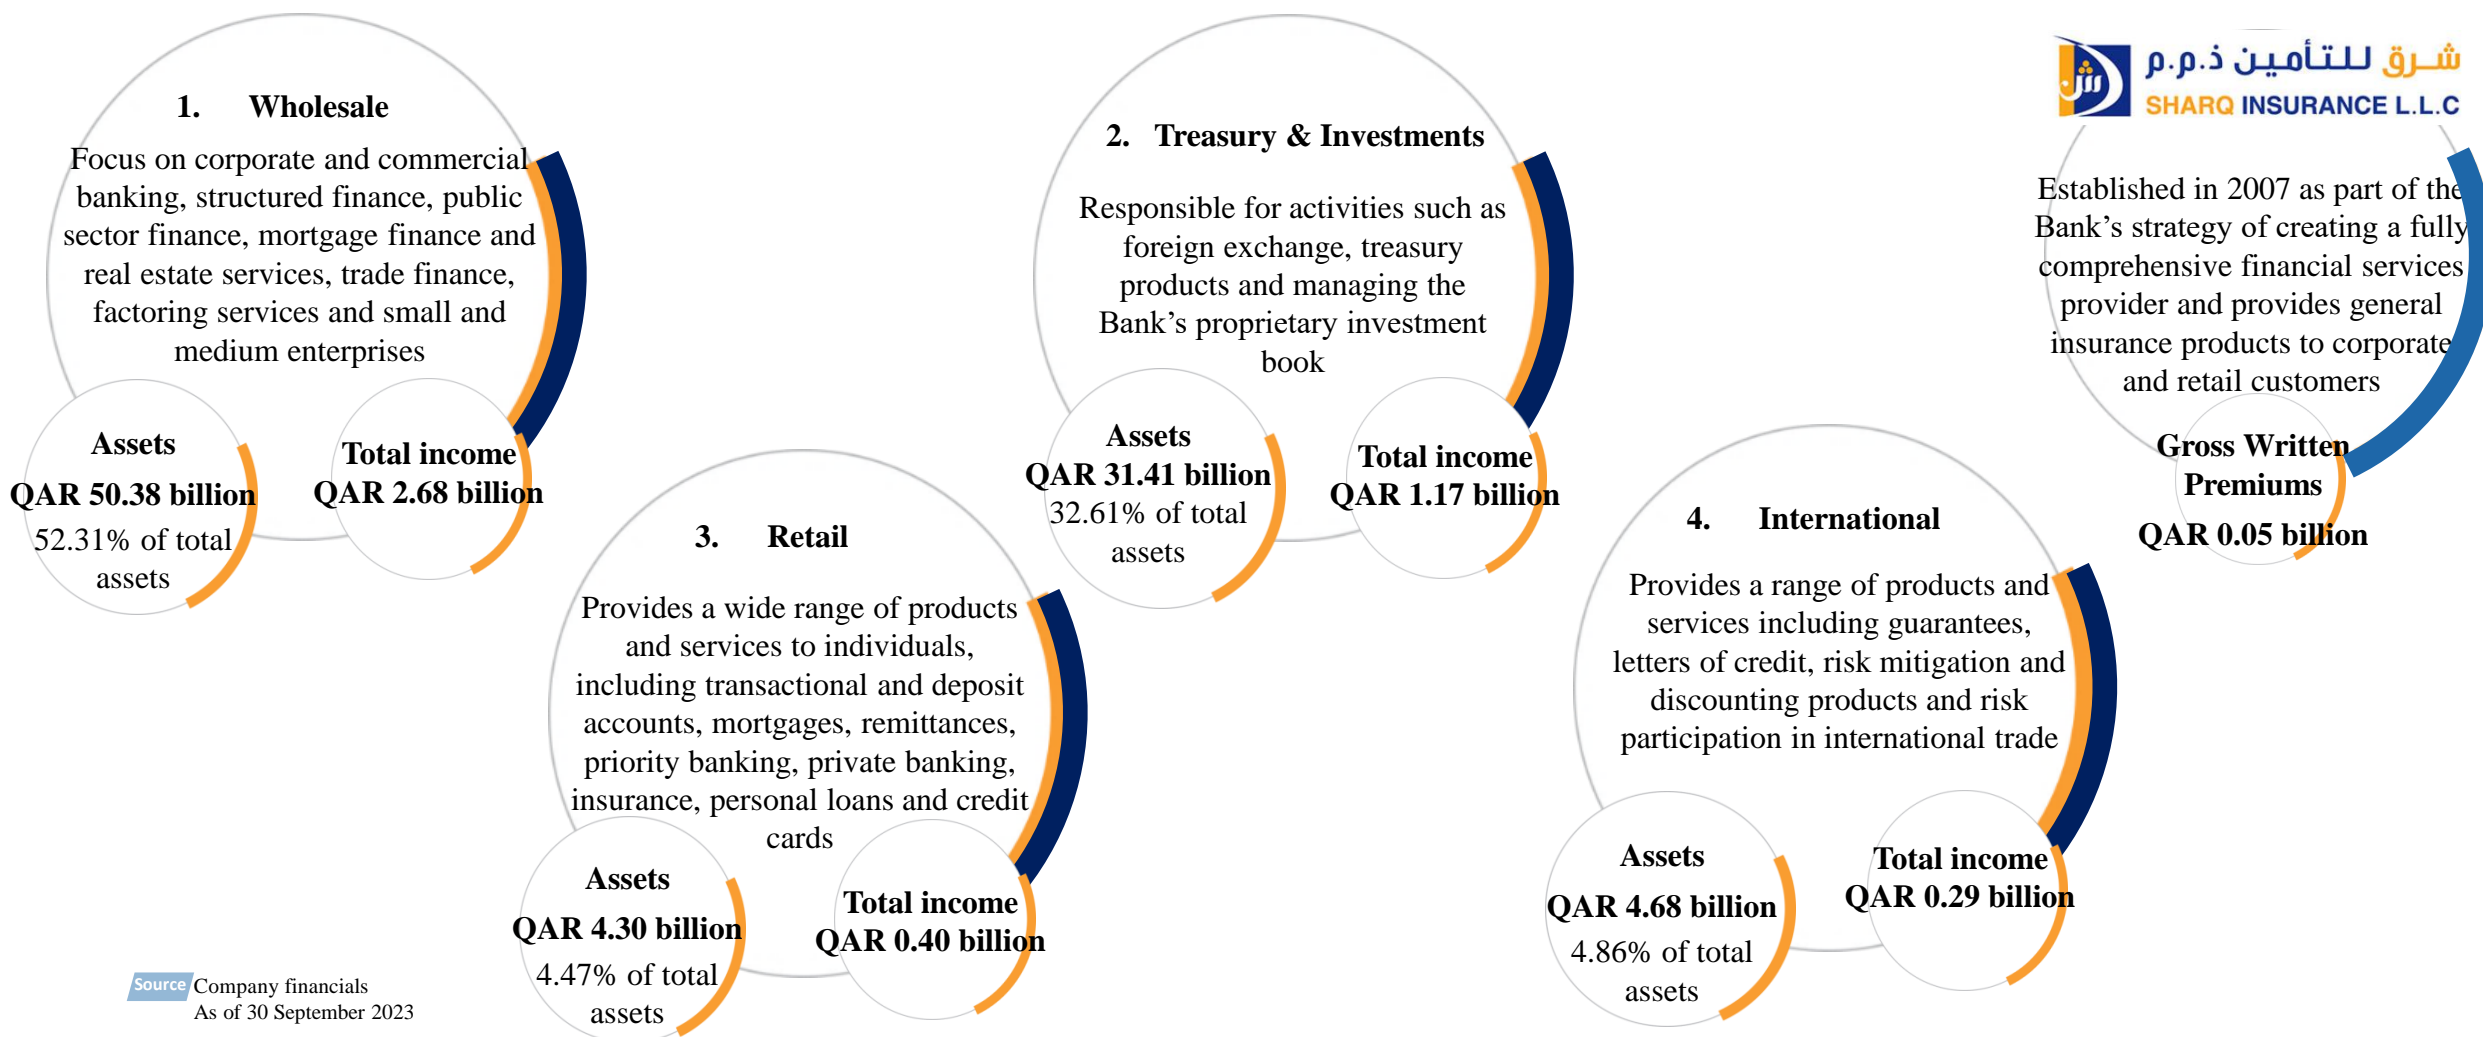 1. Wholesale
Focus on corporate and commercial
banking, structured finance, public
sector finance, mortgage finance and
real estate services, trade finance,
factoring services and small and
medium enterprises
Assets
QAR 50.38 billion
52.31% of total
assets
Total income
QAR 2.68 billion
2. Treasury & Investments
Responsible for activities such as
foreign exchange, treasury
products and managing the
Bank’s proprietary investment
book
Assets
QAR 31.41 billion
32.61% of total
assets
Total income
QAR 1.17 billion
3. Retail
Provides a wide range of products
and services to individuals,
including transactional and deposit
accounts, mortgages, remittances,
priority banking, private banking,
insurance, personal loans and credit
cards
Assets
QAR 4.30 billion
4.47% of total
assets
Total income
QAR 0.40 billion
4. International
Provides a range of products and
services including guarantees,
letters of credit, risk mitigation and
discounting products and risk
participation in international trade
Assets
QAR 4.68 billion
4.86% of total
assets
Total income
QAR 0.29 billion
ش
شرق للتأمين ذ.م.م
SHARQ INSURANCE L.L.C
Established in 2007 as part of the
Bank’s strategy of creating a fully
comprehensive financial services
provider and provides general
insurance products to corporate
and retail customers
Gross Written
Premiums
QAR 0.05 billion
Source Company financials
As of 30 September 2023